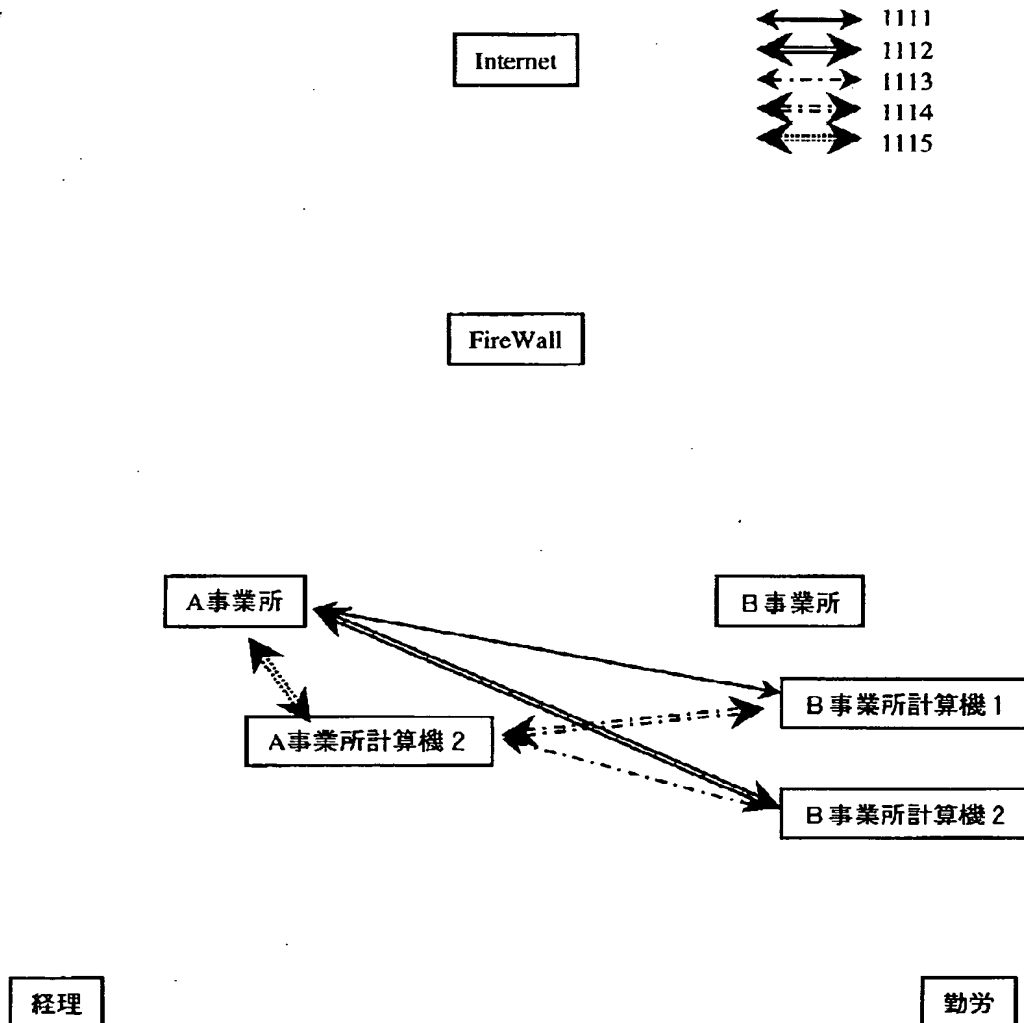 1111
Internet
1112
1113
1114
1115
FireWall
A事業所
B事業所
B事業所計算機1
A事業所計算機2
B事業所計算機2
経理
勤労